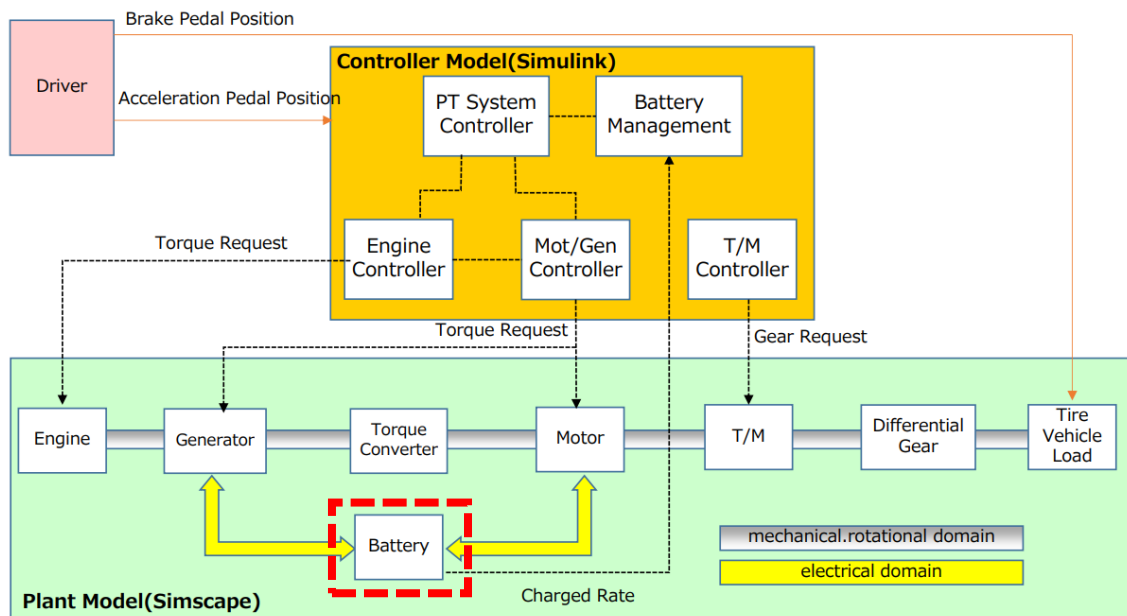 Brake Pedal Position
Driver
Acceleration Pedal Position
Controller Model(Simulink)
PT System
Controller
Battery
Management
Torque Request
Engine
Controller
Mot/Gen
Controller
T/M
Controller
Torque Request
Gear Request
Engine
Generator
Torque
Converter
Motor
T/M
Differential
Gear
Tire
Vehicle
Load
Battery
mechanical.rotational domain
electrical domain
Charged Rate
Plant Model(Simscape)